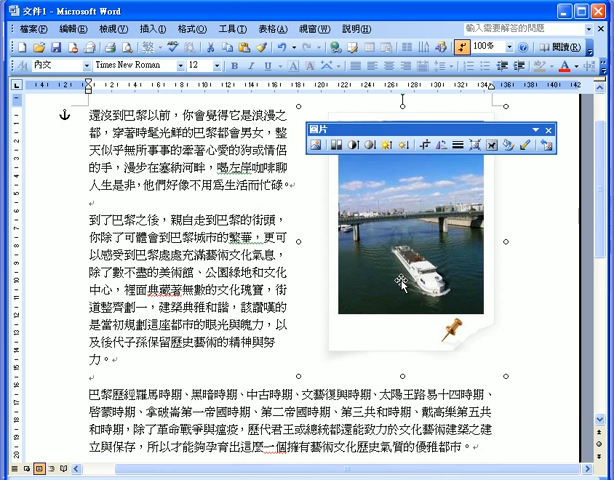 文件1 - Microsoft Word
檔案(F) 編輯(E) 檢視(V) 插入(I) 格式(O) 工具(T) 表格(A) 視窗(W) 說明(H) 輸入需要解答的問題
100% 閱讀(R)
內文 Times New Roman 12
圖片
還沒到巴黎以前，你會覺得它是浪漫之
都，穿著時髦光鮮的巴黎都會男女，整
天似乎無所事事的牽著心愛的狗或情侶
的手，漫步在塞納河畔，喝左岸咖啡聊
人生是非，他們好像不用為生活而忙碌。
到了巴黎之後，親自走到巴黎的街頭，
你除了可體會到巴黎城市的繁華，更可
以感受到巴黎處處充滿藝術文化氣息，
除了數不盡的美術館、公園綠地和文化
中心，裡面典藏著無數的文化瑰寶，街
道整齊劃一，建築典雅和諧，該讚嘆的
是當初規劃這座都市的眼光與魄力，以
及後代子孫保留歷史藝術的精神與努
力。
巴黎歷經羅馬時期、黑暗時期、中古時期、文藝復興時期、太陽王路易十四時期、
啓蒙時期、拿破崙第一帝國時期、第二帝國時期、第三共和時期、戴高樂第五共
和時期，除了革命戰爭與瘟疫，歷代君王或總統都還能致力於文化藝術建築之建
立與保存，所以才能夠孕育出這麼一個擁有藝術文化歷史氣質的優雅都市。